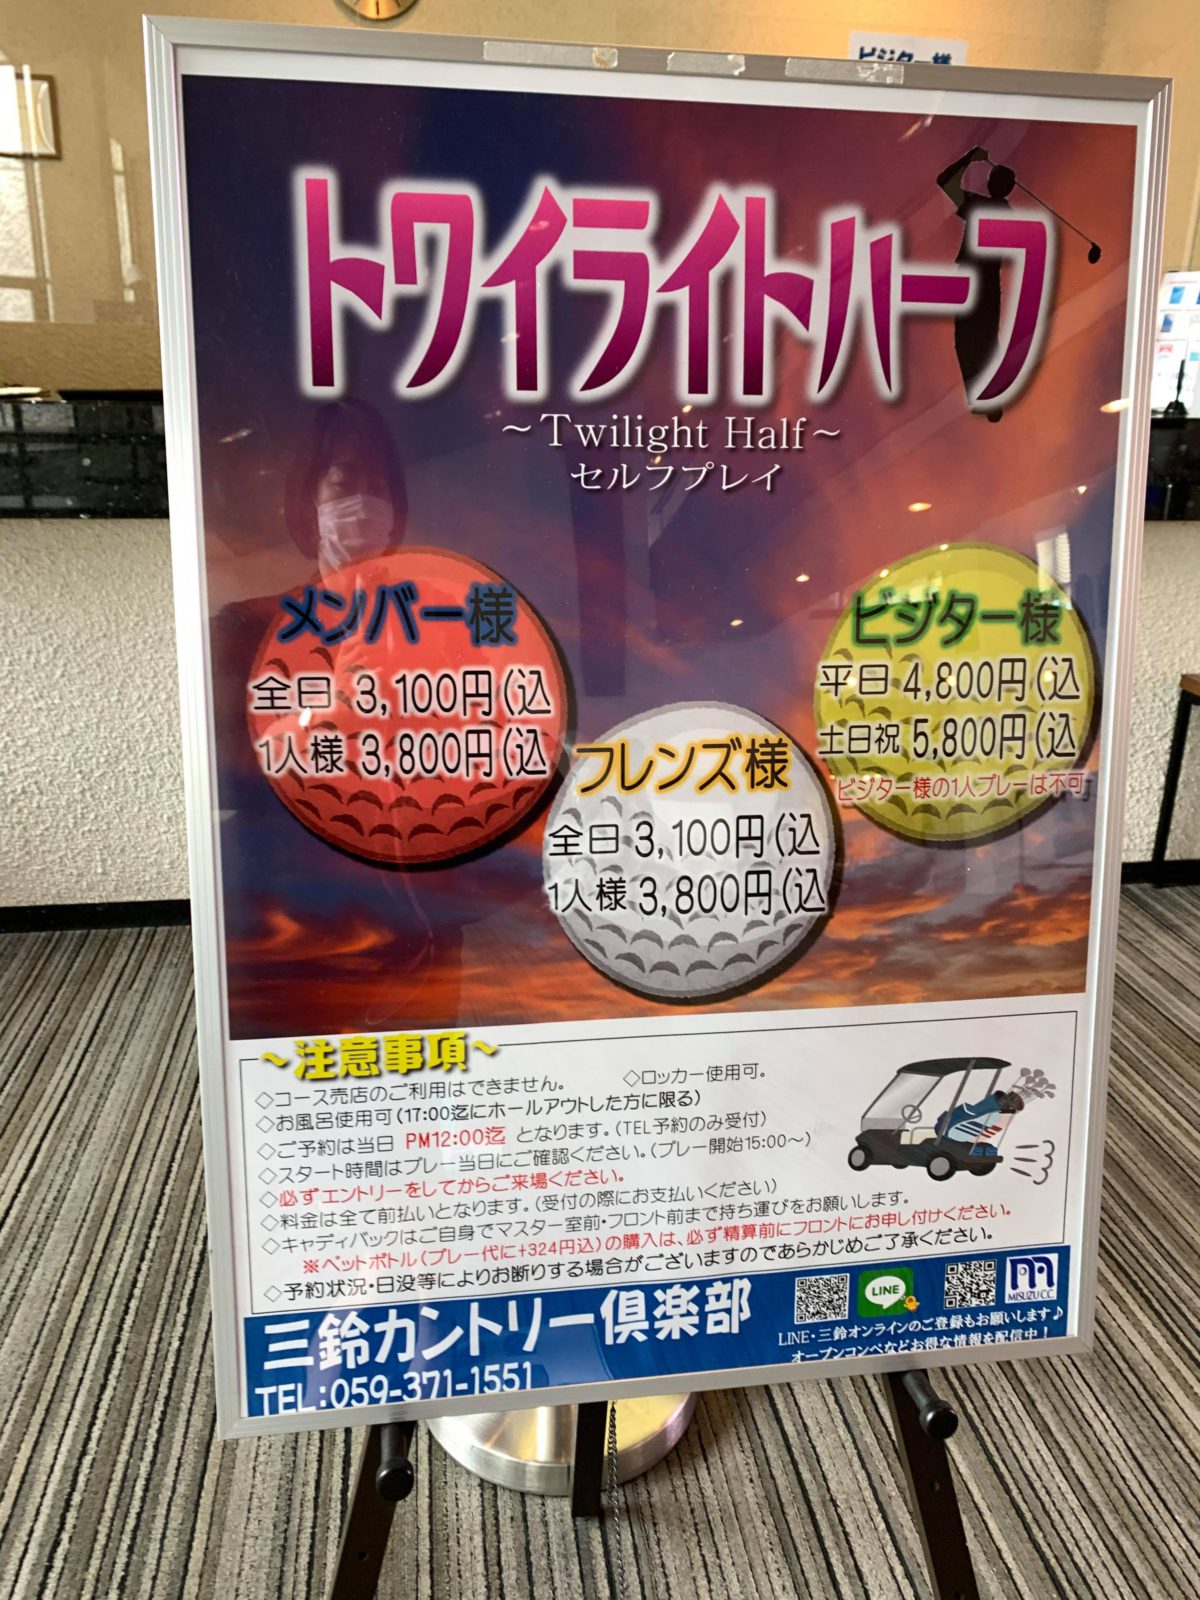 ビジター様
トワイライトハーフ
～Twilight Half～
セルフプレイ
メンバー様
全日 3,100円(込
1人様 3,800円(込
フレンズ様
全日 3,100円(込
1人様 3,800円(込
ビジター様
平日 4,800円(込
土日祝 5,800円(込
ビジター様の1人プレーは不可
～注意事項～
◇コース売店のご利用はできません。 ◇ロッカー使用可。
◇お風呂使用可(17:00迄にホールアウトした方に限る)
◇ご予約は当日 PM12:00迄 となります。(TEL予約のみ受付)
◇スタート時間はプレー当日にご確認ください。(プレー開始15:00～)
◇必ずエントリーをしてからご来場ください。
◇料金は全て前払いとなります。(受付の際にお支払いください)
◇キャディバックはご自身でマスター室前・フロント前まで持ち運びをお願いします。
※ペットボトル(プレー代に+324円込)の購入は、必ず精算前にフロントにお申し付けください。
◇予約状況・日没等によりお断りする場合がございますのであらかじめご了承ください。
三鈴カントリー倶楽部
TEL:059-371-1551
LINE
MISUZU C.C.
LINE・三鈴オンラインのご登録もお願いします♪
オープンコンペなどお得な情報を配信中！